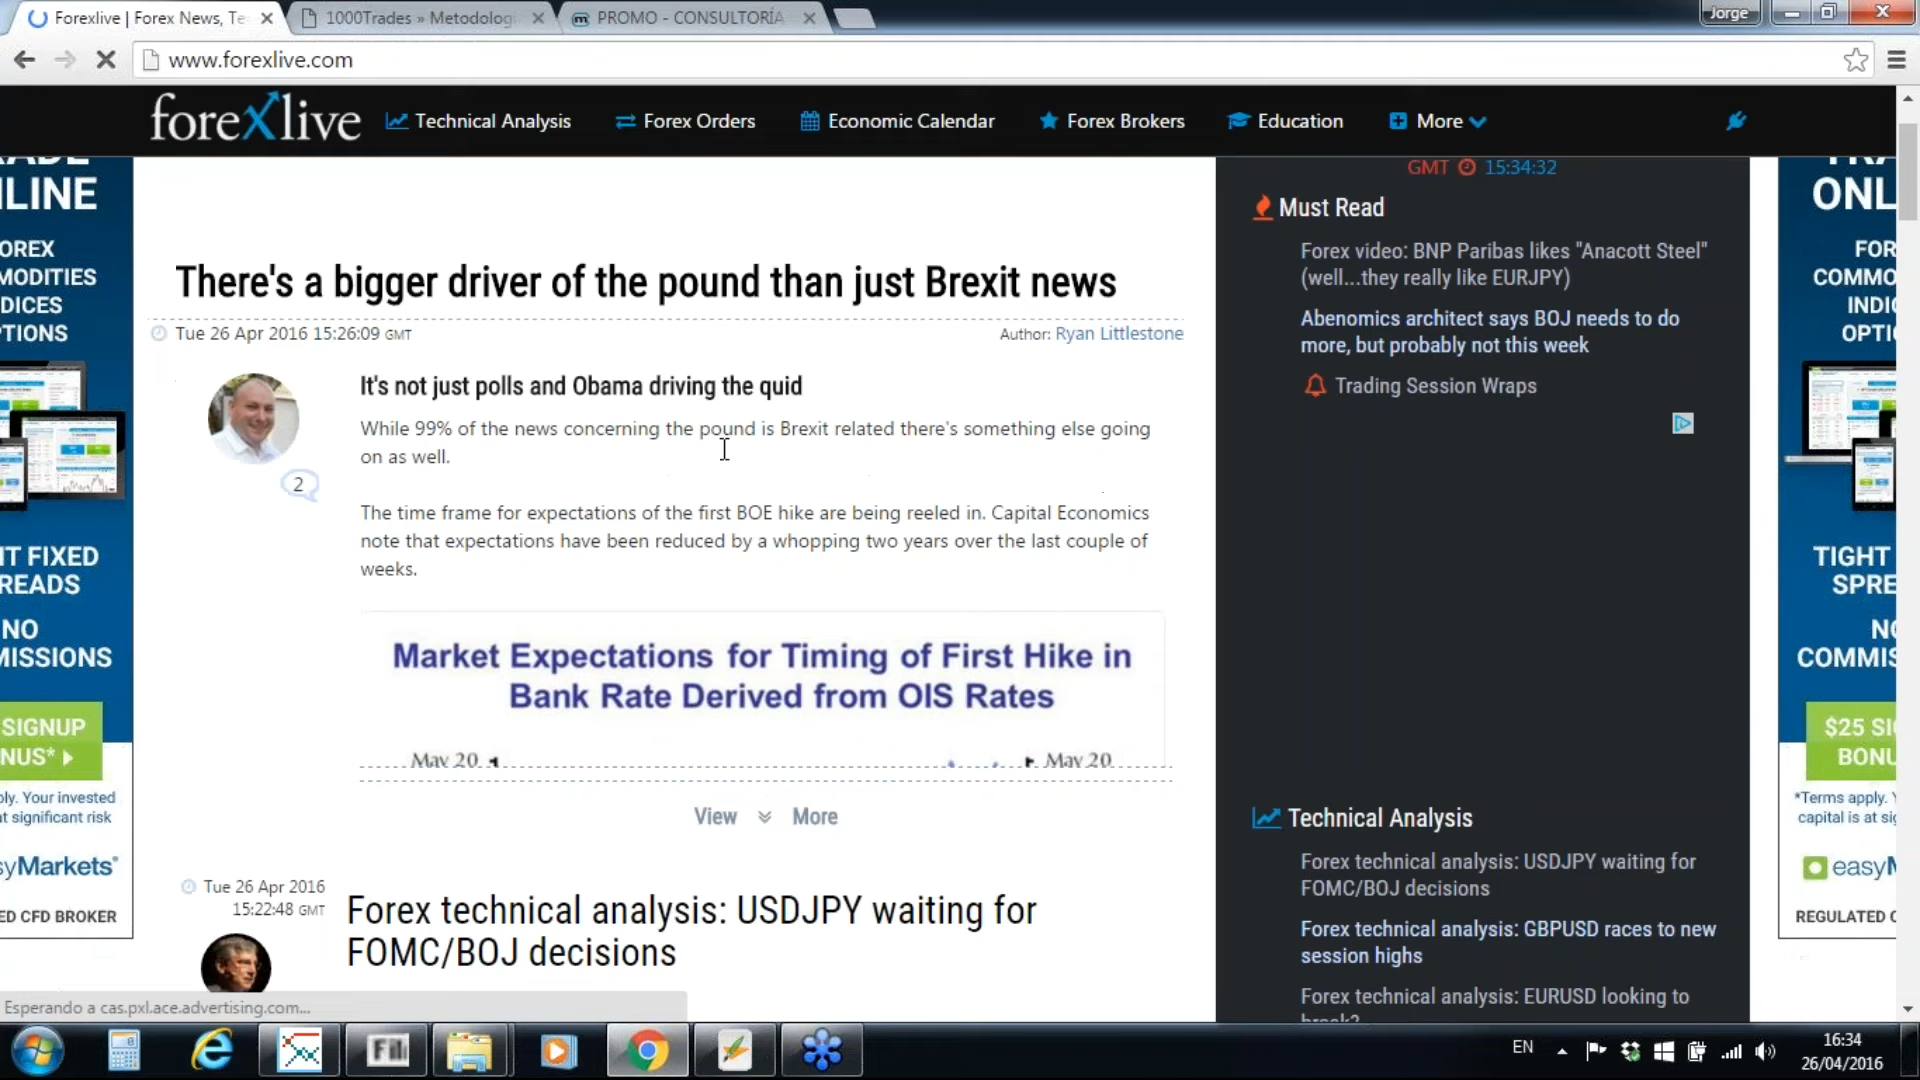 Forexlive | Forex News, Te
1000Trades » Metodologi
PROMO - CONSULTORÍA
Jorge
www.forexlive.com
forexlive
Technical Analysis
Forex Orders
Economic Calendar
Forex Brokers
Education
More
GMT 15:34:32
Must Read
Forex video: BNP Paribas likes "Anacott Steel"
(well...they really like EURJPY)
Abenomics architect says BOJ needs to do
more, but probably not this week
Trading Session Wraps
There's a bigger driver of the pound than just Brexit news
Tue 26 Apr 2016 15:26:09 GMT
Author: Ryan Littlestone
2
It's not just polls and Obama driving the quid
While 99% of the news concerning the pound is Brexit related there's something else going
on as well.
The time frame for expectations of the first BOE hike are being reeled in. Capital Economics
note that expectations have been reduced by a whopping two years over the last couple of
weeks.
Market Expectations for Timing of First Hike in
Bank Rate Derived from OIS Rates
May 20
May 20
View More
Tue 26 Apr 2016
15:22:48 GMT
Forex technical analysis: USDJPY waiting for
FOMC/BOJ decisions
Technical Analysis
Forex technical analysis: USDJPY waiting for
FOMC/BOJ decisions
Forex technical analysis: GBPUSD races to new
session highs
Forex technical analysis: EURUSD looking to
break?
ADE
NLINE
OREX
MODITIES
DICES
TIONS
IT FIXED
READS
NO
MISSIONS
SIGNUP
NUS*
ply. Your invested
at significant risk
syMarkets
ED CFD BROKER
TRA
ONL
FOR
COMMO
INDI
OPTI
TIGHT
SPRE
NO
COMMIS
$25 SI
BONU
*Terms apply. Y
capital is at sig
easyM
REGULATED C
Esperando a cas.pxl.ace.advertising.com...
EN
16:34
26/04/2016